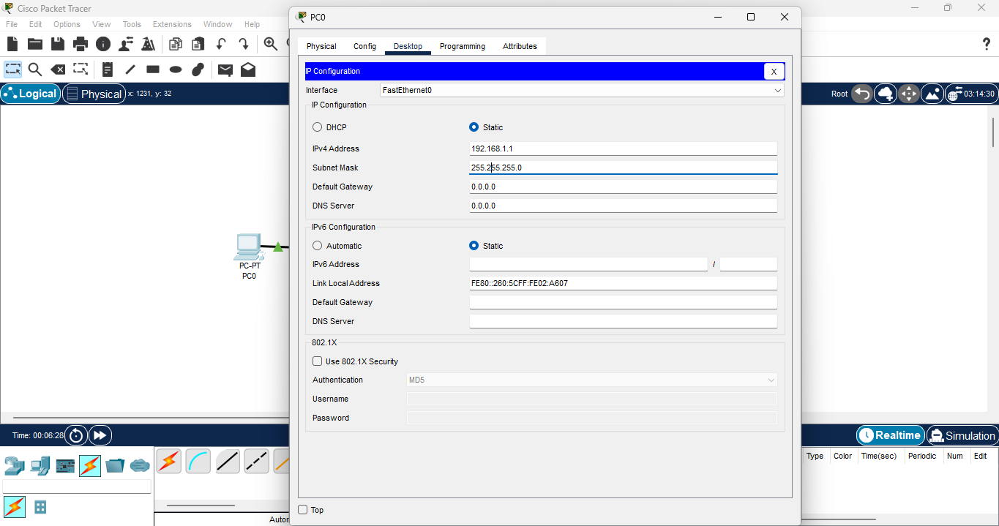 Cisco Packet Tracer
File Edit Options View Tools Extensions Window Help
Logical
Physical
x: 1231, y: 32
PC-PT
PC0
Time: 00:06:28
Auto
PC0
Physical Config Desktop Programming Attributes
IP Configuration
X
Interface FastEthernet0
IP Configuration
DHCP Static
IPv4 Address 192.168.1.1
Subnet Mask 255.255.255.0
Default Gateway 0.0.0.0
DNS Server 0.0.0.0
IPv6 Configuration
Automatic Static
IPv6 Address /
Link Local Address FE80::260:5CFF:FE02:A607
Default Gateway
DNS Server
802.1X
Use 802.1X Security
Authentication MD5
Username
Password
Top
?
Root
03:14:30
Realtime
Simulation
Type Color Time(sec) Periodic Num Edit